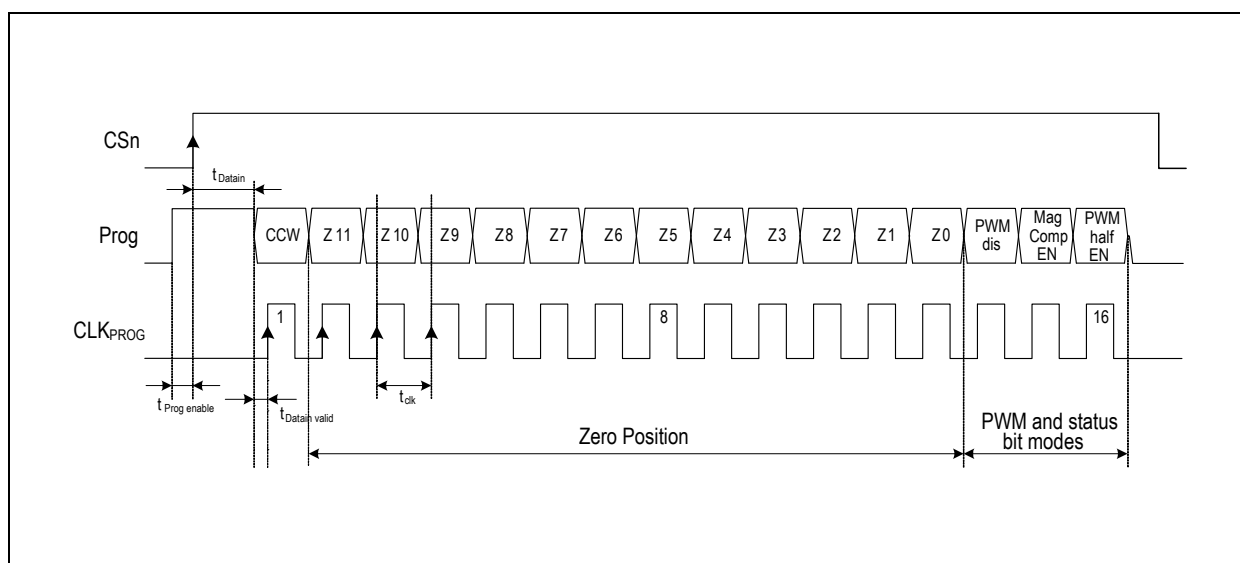 CSn
t Datain
Prog
CCW Z 11 Z 10 Z9 Z8 Z7 Z6 Z5 Z4 Z3 Z2 Z1 Z0 PWM dis Mag Comp EN PWM half EN
CLKPROG
1 8 16
t Prog enable
t Datain valid
tclk
Zero Position
PWM and status
bit modes